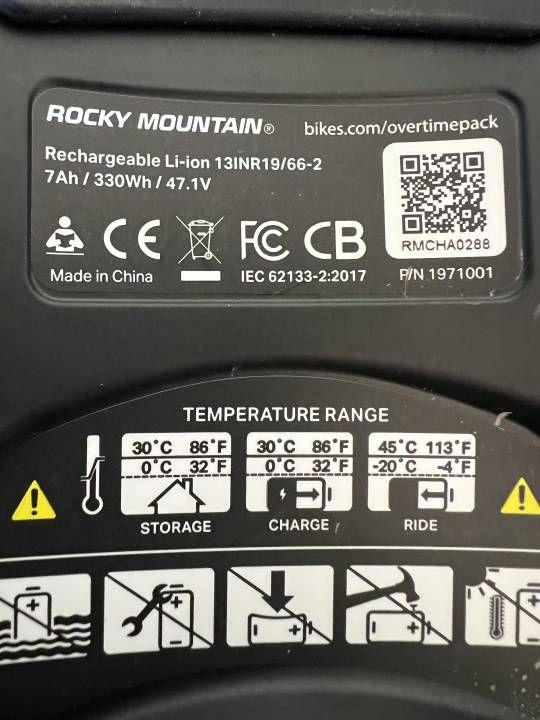 ROCKY MOUNTAIN®
bikes.com/overtimepack
Rechargeable Li-ion 13INR19/66-2
7Ah / 330Wh / 47.1V
RMCHA0288
CE FC CB
Made in China
IEC 62133-2:2017
P/N 1971001
TEMPERATURE RANGE
30°C 86°F
0°C 32°F
STORAGE
30°C 86°F
0°C 32°F
CHARGE
45°C 113°F
-20°C -4°F
RIDE